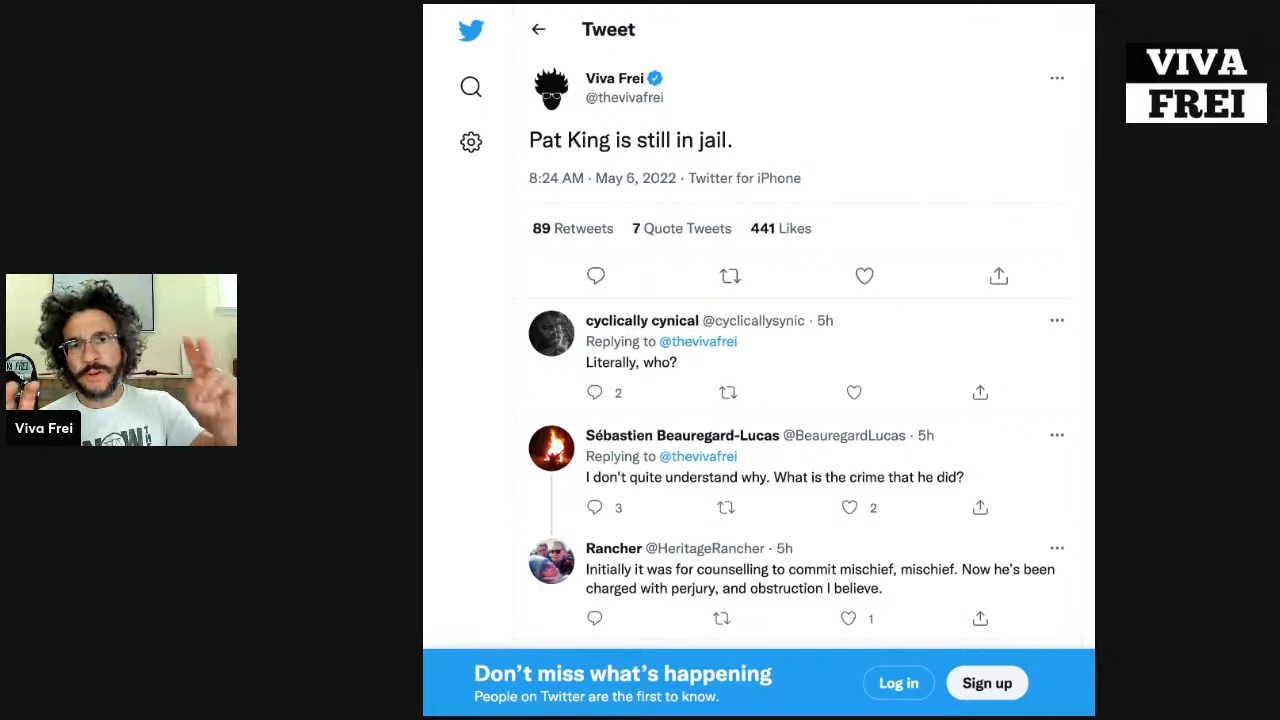 Tweet
Viva Frei
@thevivafrei
Pat King is still in jail.
8:24 AM · May 6, 2022 · Twitter for iPhone
89 Retweets 7 Quote Tweets 441 Likes
cyclically cynical @cyclicallysynic · 5h
Replying to @thevivafrei
Literally, who?
2
Sébastien Beauregard-Lucas @BeauregardLucas · 5h
Replying to @thevivafrei
I don't quite understand why. What is the crime that he did?
3 2
Rancher @HeritageRancher · 5h
Initially it was for counselling to commit mischief, mischief. Now he's been
charged with perjury, and obstruction I believe.
1
Don't miss what's happening
People on Twitter are the first to know.
Log in
Sign up
VIVA
FREI
VIVA FREI
Viva Frei